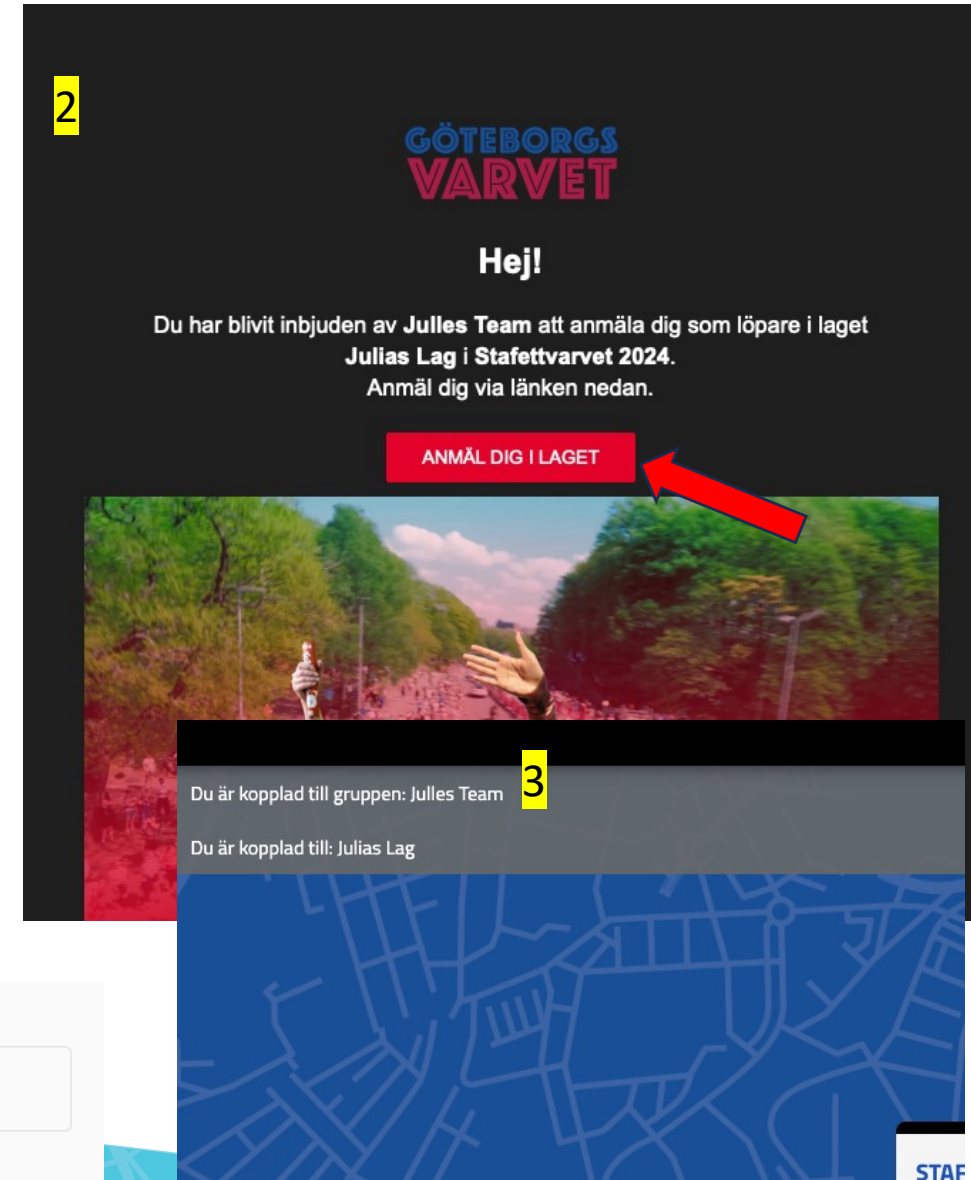 2
GÖTEBORGS
VARVET
Hej!
Du har blivit inbjuden av Julles Team att anmäla dig som löpare i laget
Julias Lag i Stafettvarvet 2024.
Anmäl dig via länken nedan.
ANMÄL DIG I LAGET
3
Du är kopplad till gruppen: Julles Team
Du är kopplad till: Julias Lag
STAF